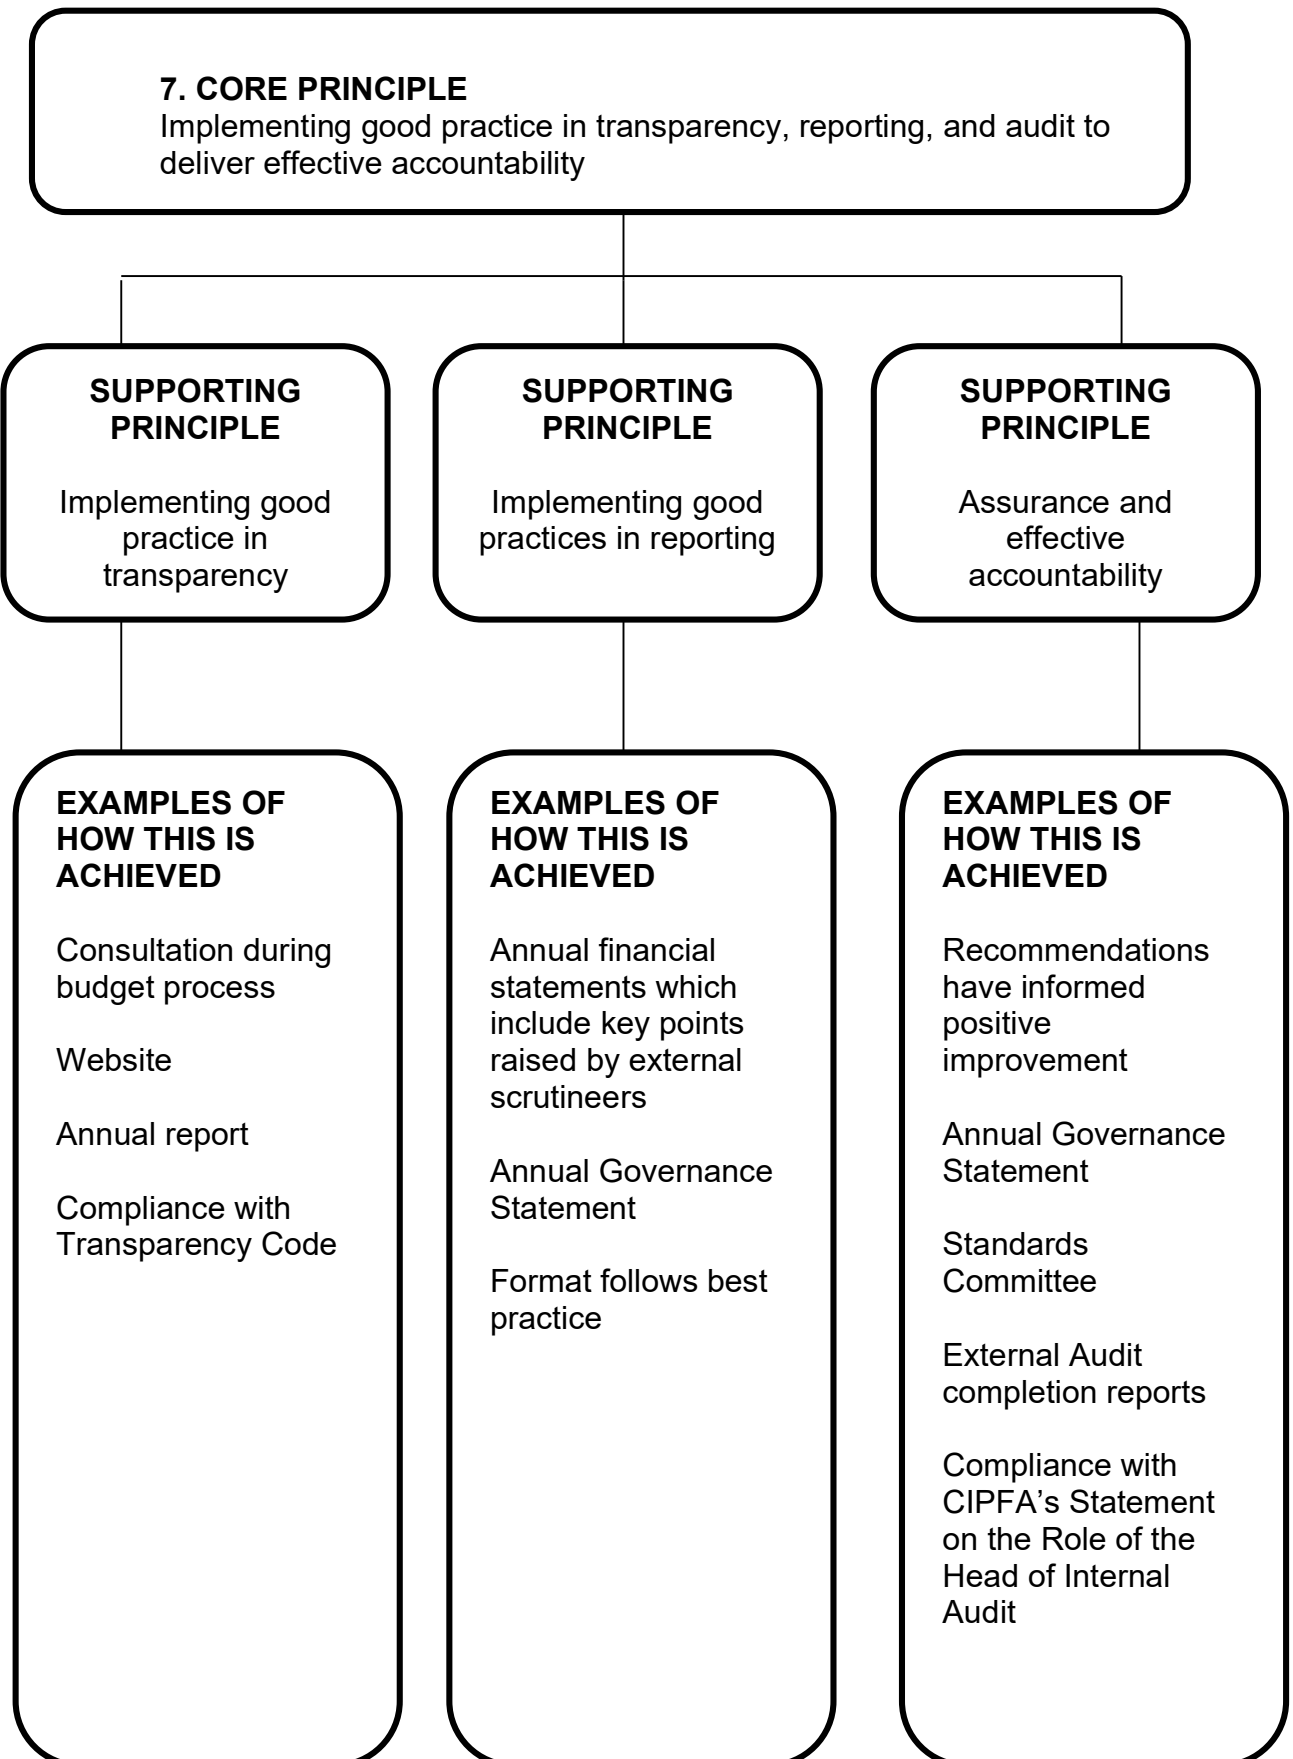 7. CORE PRINCIPLE
Implementing good practice in transparency, reporting, and audit to
deliver effective accountability
SUPPORTING
PRINCIPLE
Implementing good
practice in
transparency
SUPPORTING
PRINCIPLE
Implementing good
practices in reporting
SUPPORTING
PRINCIPLE
Assurance and
effective
accountability
EXAMPLES OF
HOW THIS IS
ACHIEVED
Consultation during
budget process
Website
Annual report
Compliance with
Transparency Code
EXAMPLES OF
HOW THIS IS
ACHIEVED
Annual financial
statements which
include key points
raised by external
scrutineers
Annual Governance
Statement
Format follows best
practice
EXAMPLES OF
HOW THIS IS
ACHIEVED
Recommendations
have informed
positive
improvement
Annual Governance
Statement
Standards
Committee
External Audit
completion reports
Compliance with
CIPFA’s Statement
on the Role of the
Head of Internal
Audit